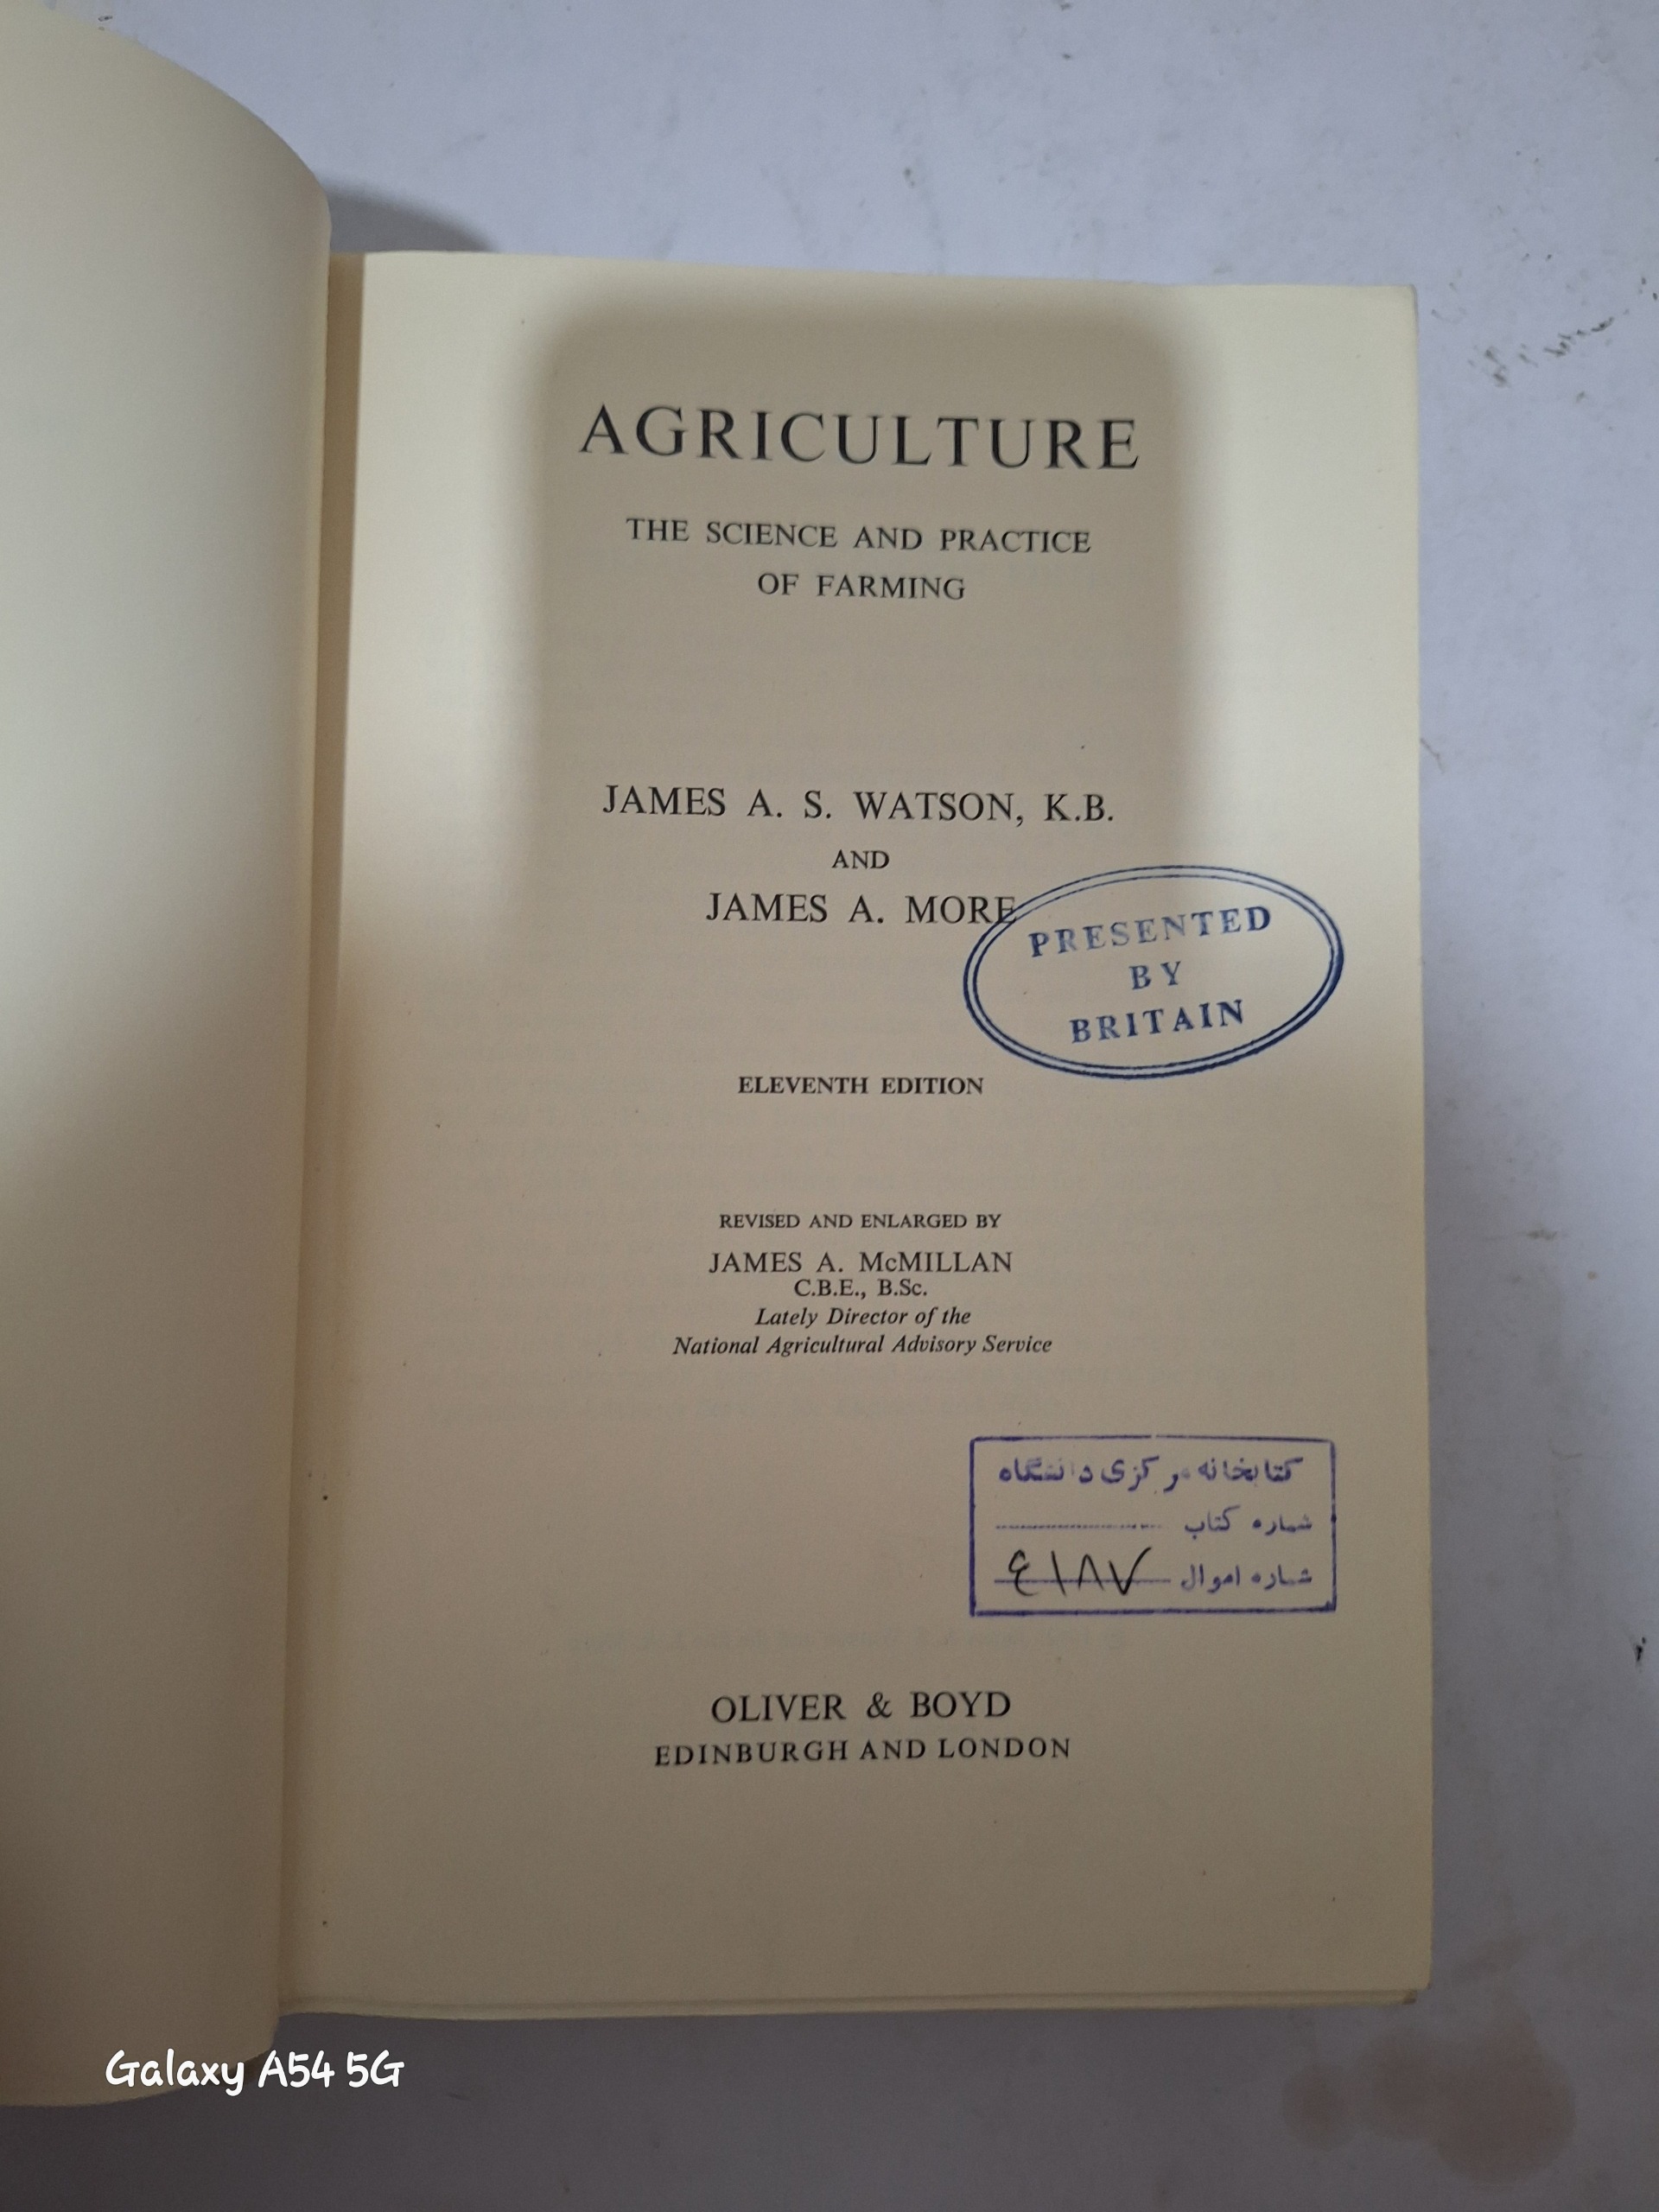 AGRICULTURE
THE SCIENCE AND PRACTICE
OF FARMING
JAMES A. S. WATSON, K.B.
AND
JAMES A. MORE
PRESENTED
BY
BRITAIN
ELEVENTH EDITION
REVISED AND ENLARGED BY
JAMES A. McMILLAN
C.B.E., B.Sc.
Lately Director of the
National Agricultural Advisory Service
کتابخانه مرکزی دانشگاه
شماره کتاب
شماره اموال ۴۱۸۷
OLIVER & BOYD
EDINBURGH AND LONDON
Galaxy A54 5G